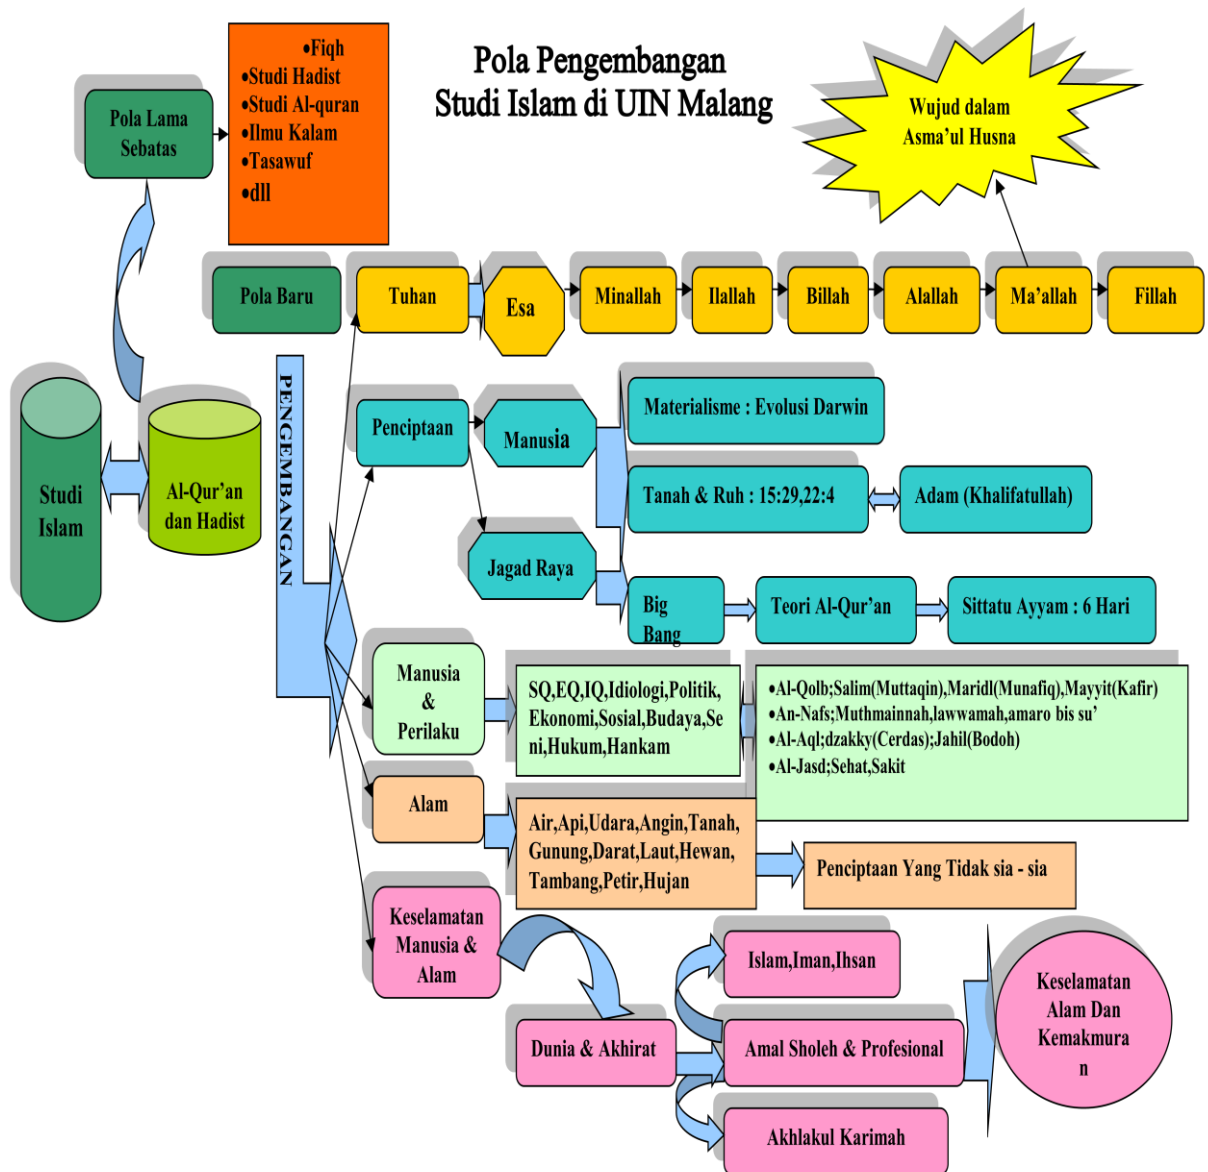 Pola Pengembangan
Studi Islam di UIN Malang
Pola Lama
Sebatas
•Fiqh
•Studi Hadist
•Studi Al-quran
•Ilmu Kalam
•Tasawuf
•dll
Wujud dalam
Asma'ul Husna
Pola Baru
Tuhan
Esa
Minallah
Ilallah
Billah
Alallah
Ma'allah
Fillah
Studi
Islam
Al-Qur'an
dan Hadist
PENGEMBANGAN
Penciptaan
Manusia
Materialisme : Evolusi Darwin
Tanah & Ruh : 15:29,22:4
Adam (Khalifatullah)
Jagad Raya
Big
Bang
Teori Al-Qur'an
Sittatu Ayyam : 6 Hari
Manusia
&
Perilaku
SQ,EQ,IQ,Idiologi,Politik,
Ekonomi,Sosial,Budaya,Se
ni,Hukum,Hankam
•Al-Qolb;Salim(Muttaqin),Maridl(Munafiq),Mayyit(Kafir)
•An-Nafs;Muthmainnah,lawwamah,amaro bis su'
•Al-Aql;dzakky(Cerdas);Jahil(Bodoh)
•Al-Jasd;Sehat,Sakit
Alam
Air,Api,Udara,Angin,Tanah,
Gunung,Darat,Laut,Hewan,
Tambang,Petir,Hujan
Penciptaan Yang Tidak sia - sia
Keselamatan
Manusia &
Alam
Dunia & Akhirat
Islam,Iman,Ihsan
Amal Sholeh & Profesional
Akhlakul Karimah
Keselamatan
Alam Dan
Kemakmura
n